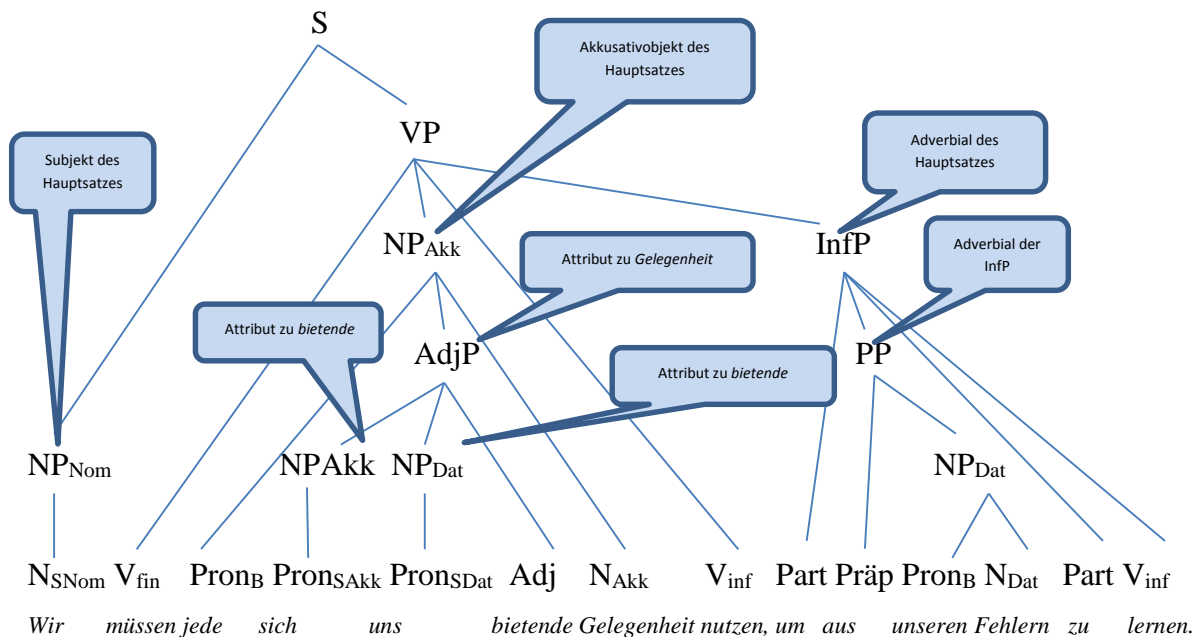 S
Akkusativobjekt des
Hauptsatzes
VP
Subjekt des
Hauptsatzes
Adverbial des
Hauptsatzes
NPAkk
InfP
Attribut zu Gelegenheit
Adverbial der
InfP
Attribut zu bietende
AdjP
PP
Attribut zu bietende
NPNom
NPAkk
NPDat
NPDat
NSNom Vfin PronB PronSAkk PronSDat Adj NAkk Vinf Part Präp PronB NDat Part Vinf
Wir müssen jede sich uns bietende Gelegenheit nutzen, um aus unseren Fehlern zu lernen.